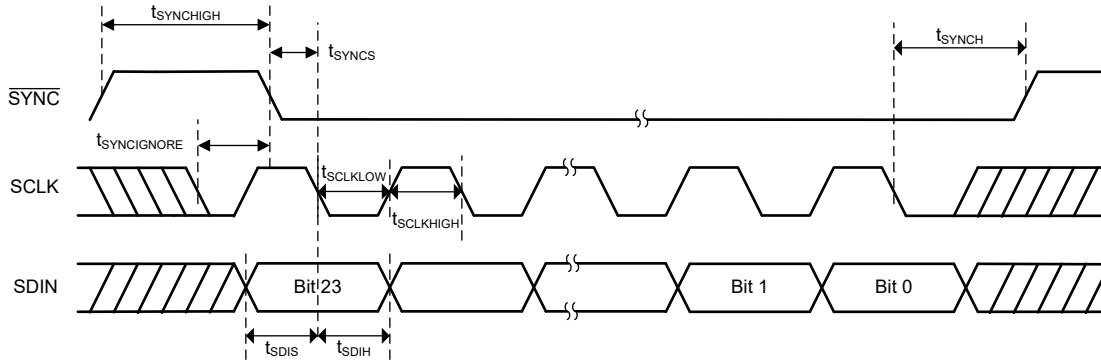 tSYNCHIGH
tSYNCS
tSYNCH
SYNC
tSYNCIGNORE
SCLK
tSCLKLOW
tSCLKHIGH
SDIN
Bit 23
Bit 1
Bit 0
tSDIS
tSDIH